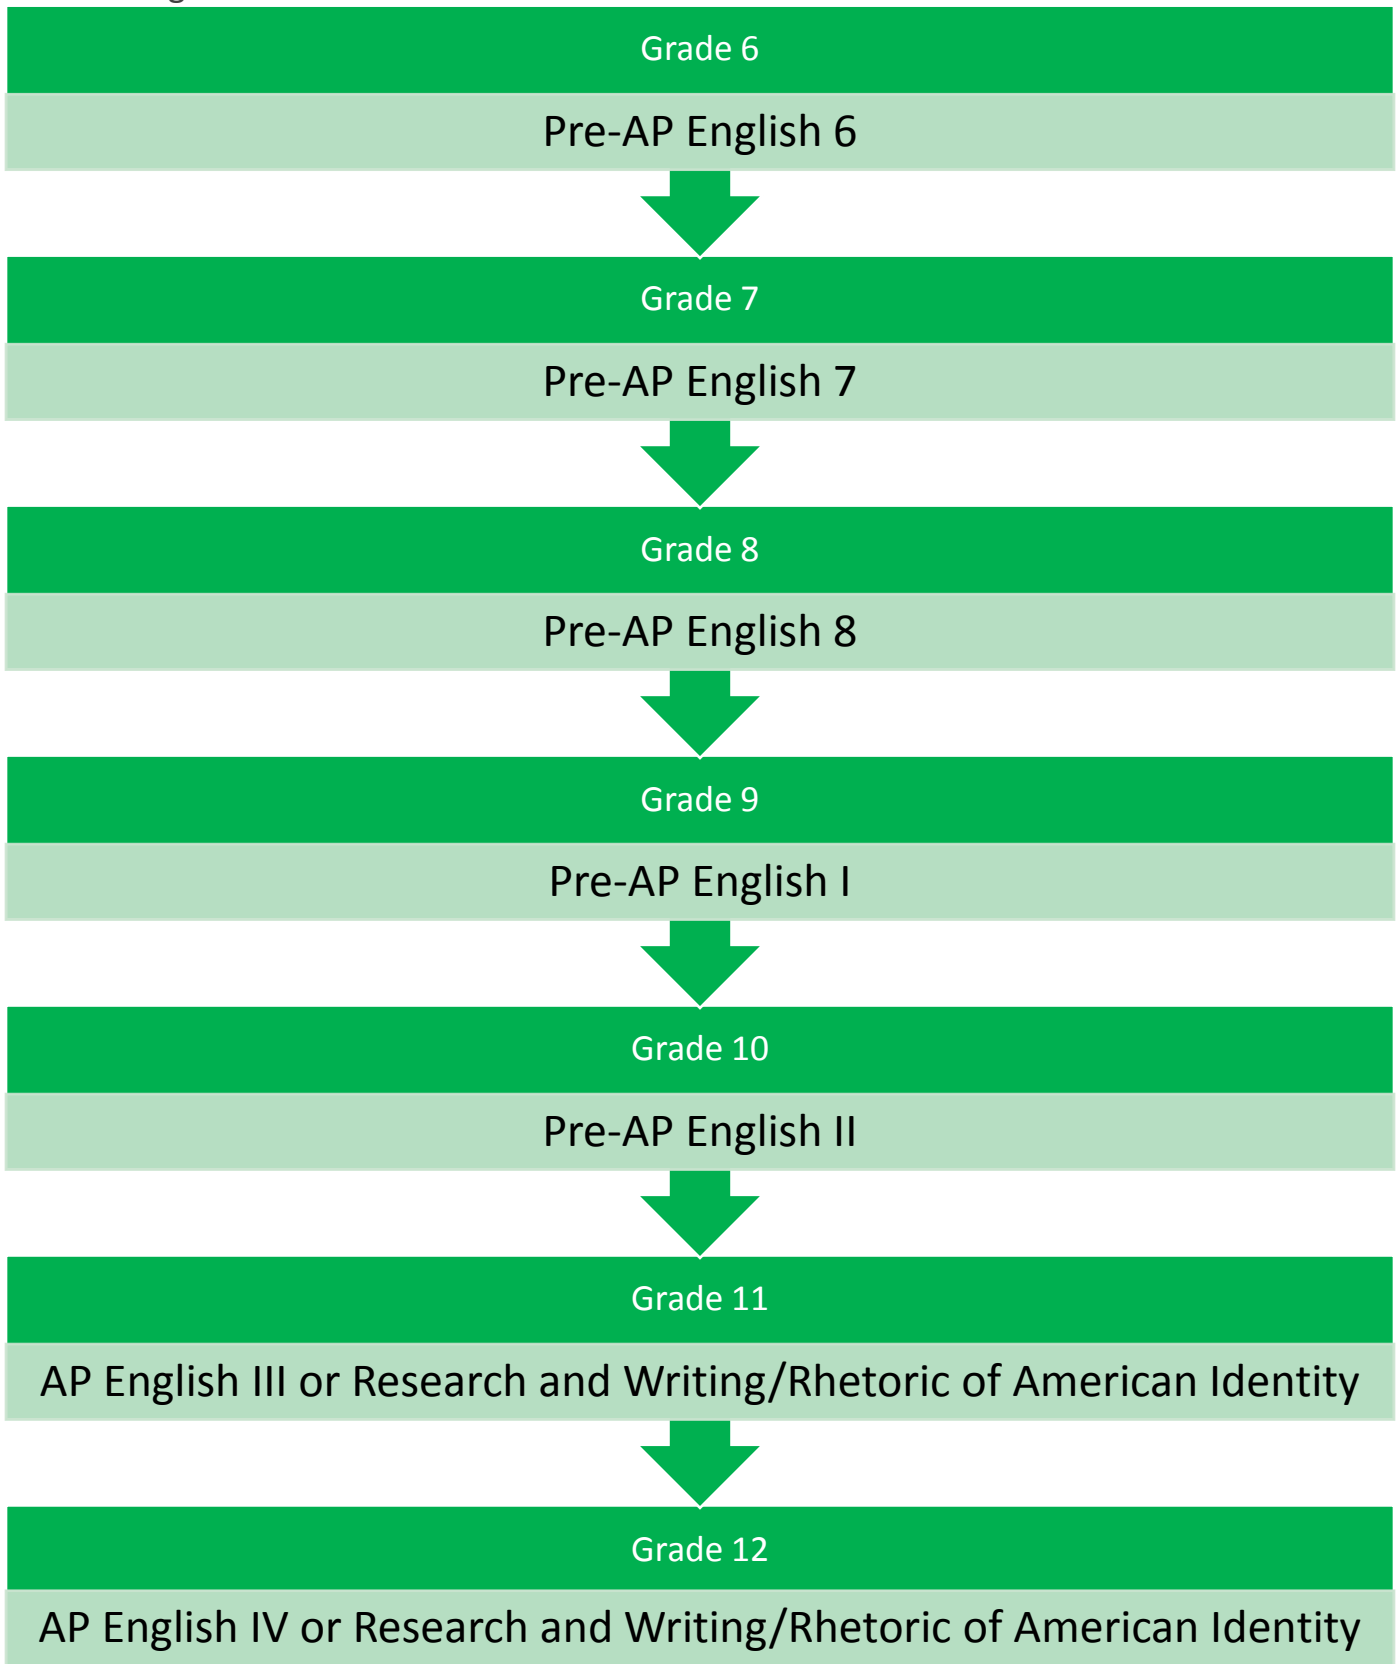 Grade 6
Pre-AP English 6
Grade 7
Pre-AP English 7
Grade 8
Pre-AP English 8
Grade 9
Pre-AP English I
Grade 10
Pre-AP English II
Grade 11
AP English III or Research and Writing/Rhetoric of American Identity
Grade 12
AP English IV or Research and Writing/Rhetoric of American Identity